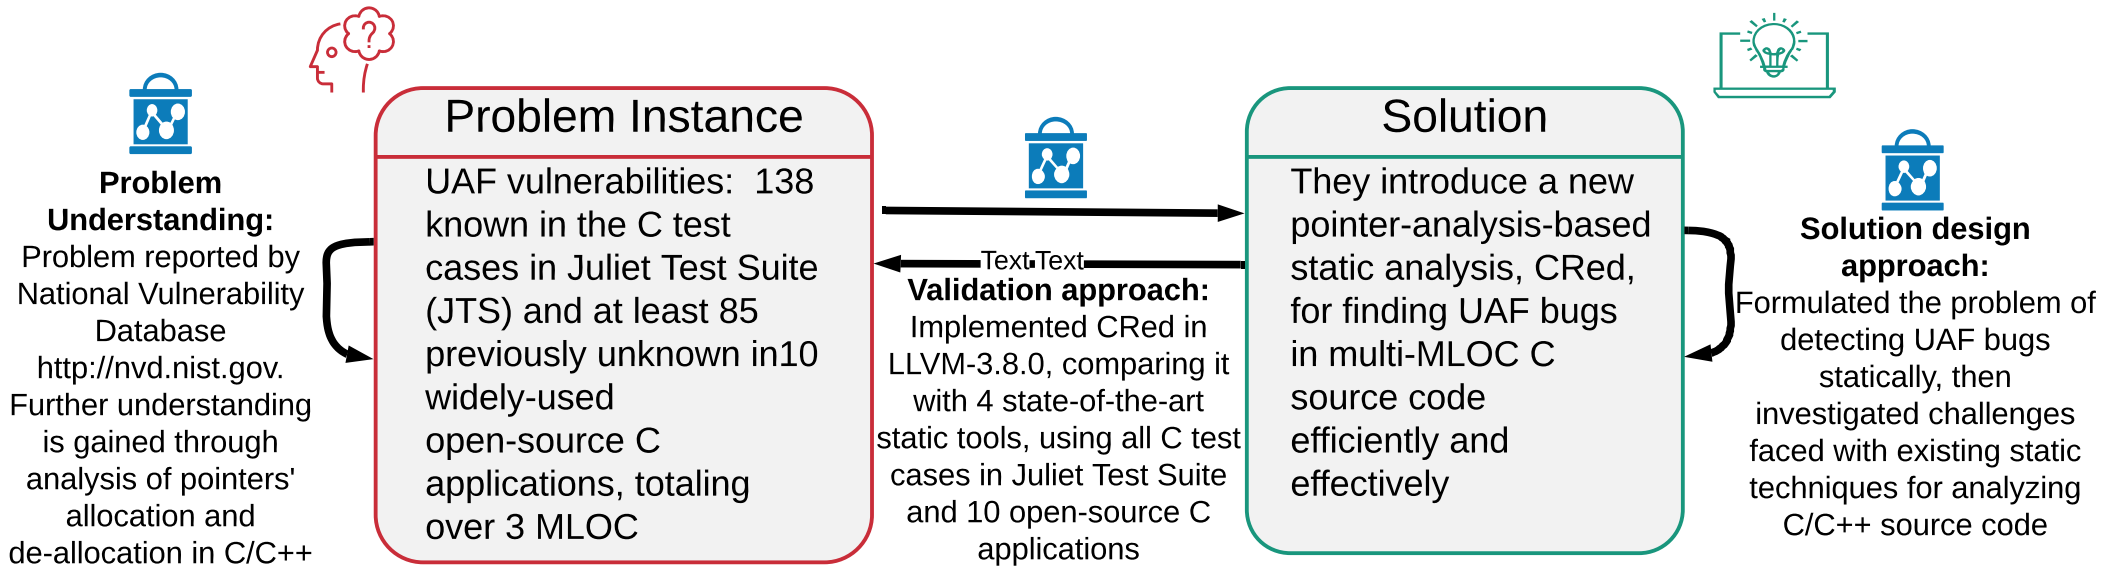 Problem
Understanding:
Problem reported by
National Vulnerability
Database
http://nvd.nist.gov.
Further understanding
is gained through
analysis of pointers'
allocation and
de-allocation in C/C++
?
Problem Instance
UAF vulnerabilities:  138
known in the C test
cases in Juliet Test Suite
(JTS) and at least 85
previously unknown in10
widely-used
open-source C
applications, totaling
over 3 MLOC
Text Text
Validation approach:
Implemented CRed in
LLVM-3.8.0, comparing it
with 4 state-of-the-art
static tools, using all C test
cases in Juliet Test Suite
and 10 open-source C
applications
Solution
They introduce a new
pointer-analysis-based
static analysis, CRed,
for finding UAF bugs
in multi-MLOC C
source code
efficiently and
effectively
Solution design
approach:
Formulated the problem of
detecting UAF bugs
statically, then
investigated challenges
faced with existing static
techniques for analyzing
C/C++ source code